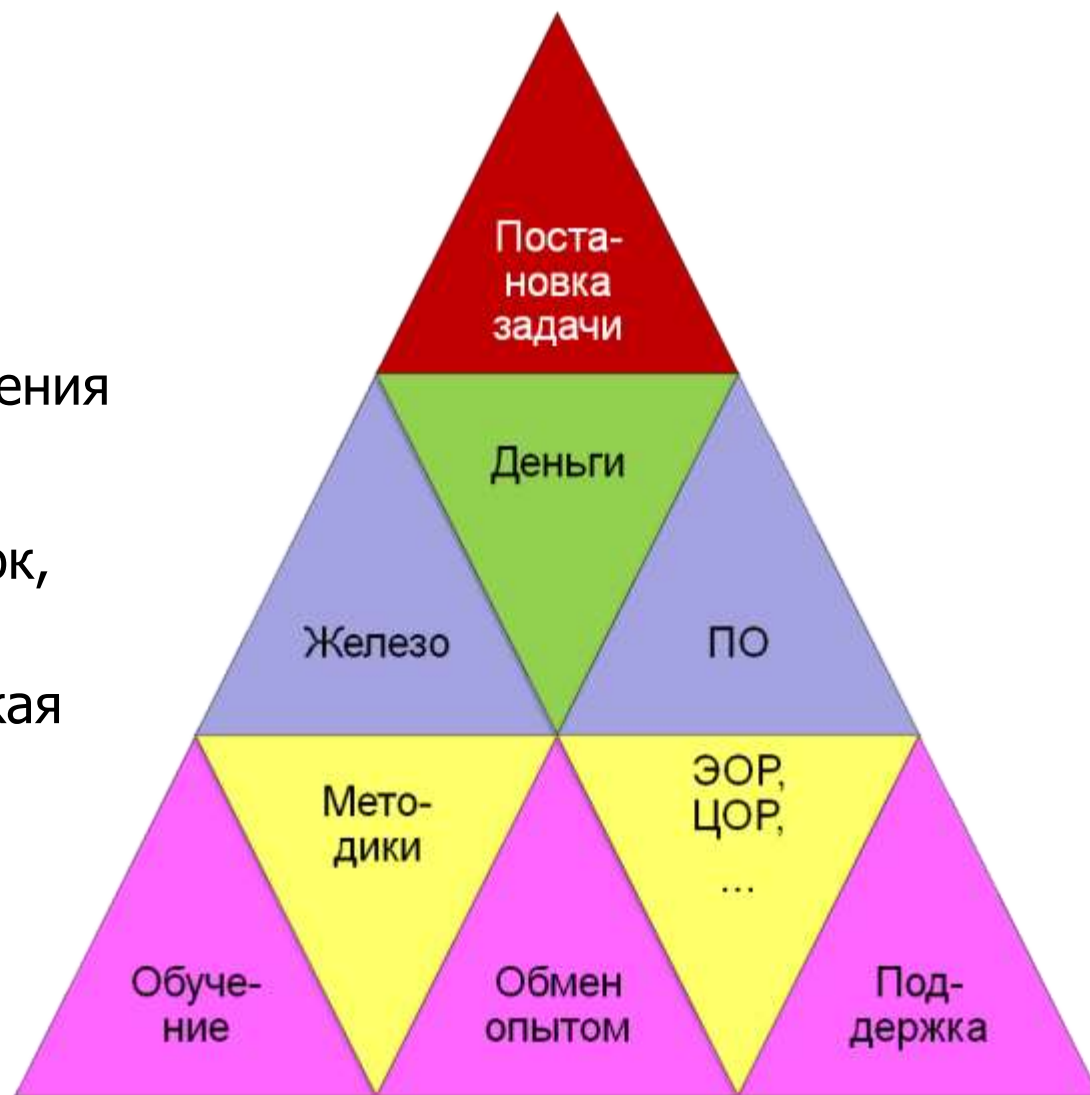 Поста-
новка
задачи
ения
Деньги
ок,
Железо
ПО
кая
Мето-
дики
ЭОР,
ЦОР,
...
Обуче-
ние
Обмен
опытом
Под-
держка